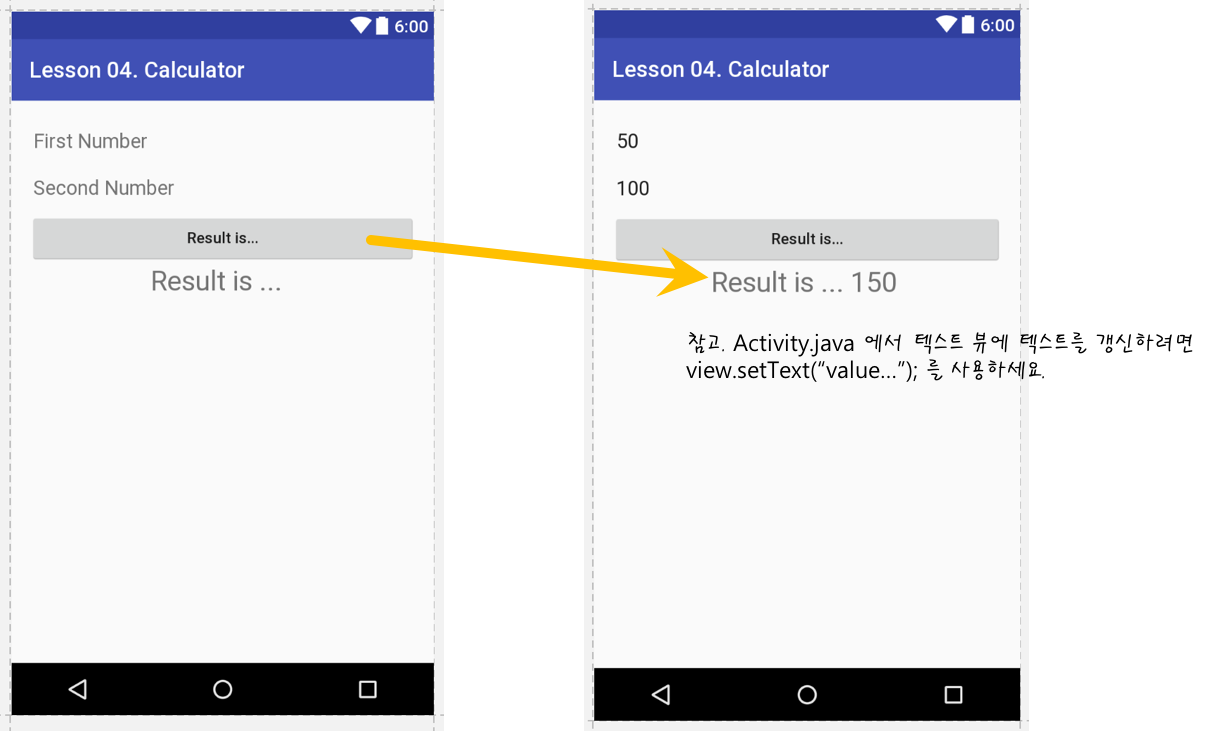 6:00
Lesson 04. Calculator
First Number
Second Number
Result is...
Result is ...
6:00
Lesson 04. Calculator
50
100
Result is...
Result is ... 150
참고. Activity.java 에서 텍스트 뷰에 텍스트를 갱신하려면
view.setText(“value...”); 를 사용하세요.